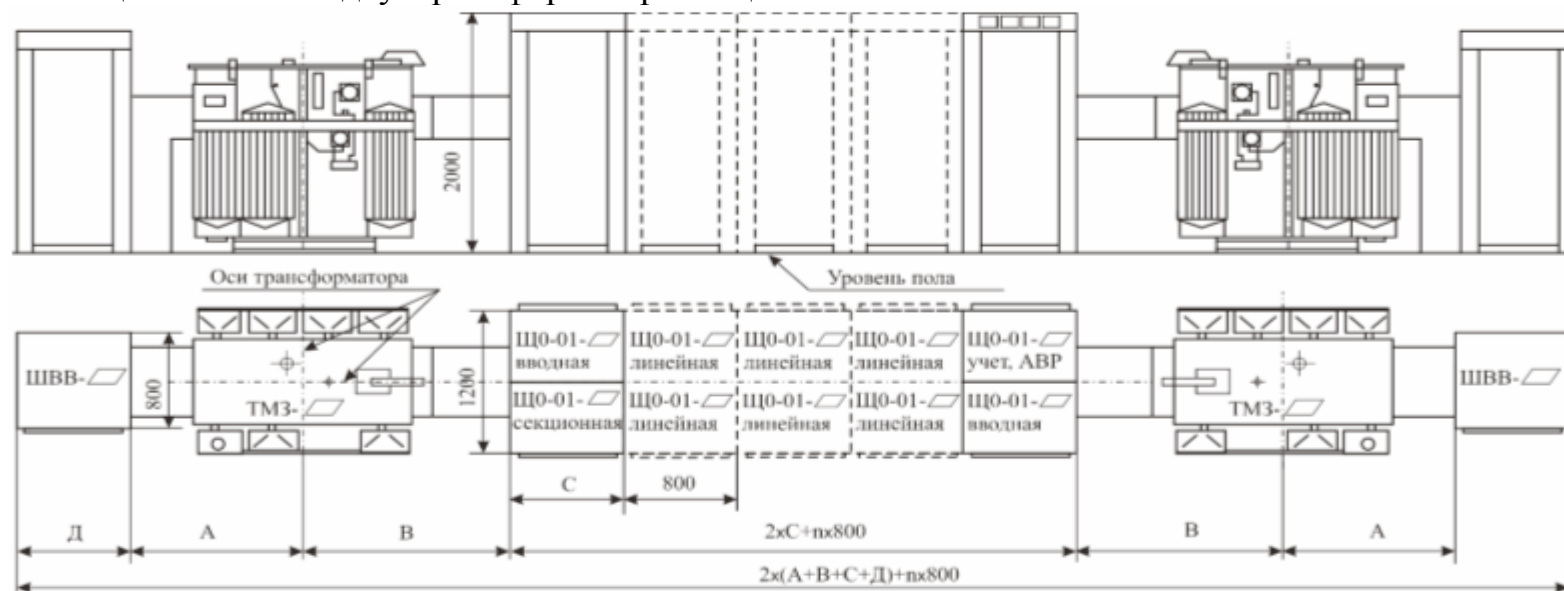 2000
Оси трансформатора
Уровень пола
ШВВ-
800
ТМЗ-
1200
ЩО-01-
вводная
ЩО-01-
линейная
ЩО-01-
линейная
ЩО-01-
линейная
ЩО-01-
учет, АВР
ЩО-01-
секционная
ЩО-01-
линейная
ЩО-01-
линейная
ЩО-01-
линейная
ЩО-01-
вводная
ТМЗ-
ШВВ-
С
800
Д
А
В
2хС+nx800
В
А
2х(А+В+С+Д)+nx800